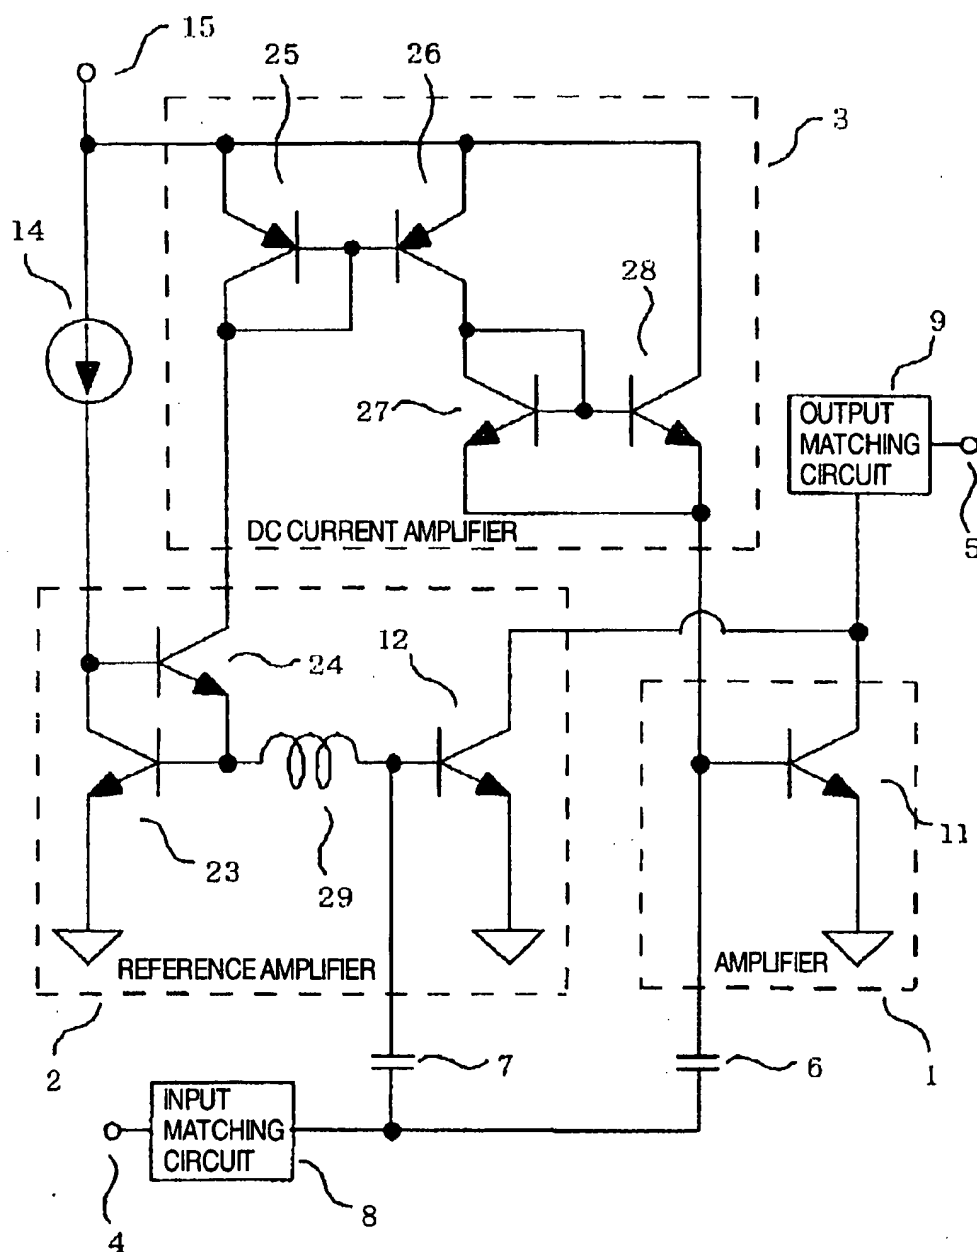 15
25
26
3
14
28
9
27
OUTPUT
MATCHING
CIRCUIT
DC CURRENT AMPLIFIER
5
12
24
11
23
29
REFERENCE AMPLIFIER
AMPLIFIER
2
7
6
1
INPUT
MATCHING
CIRCUIT
4
8